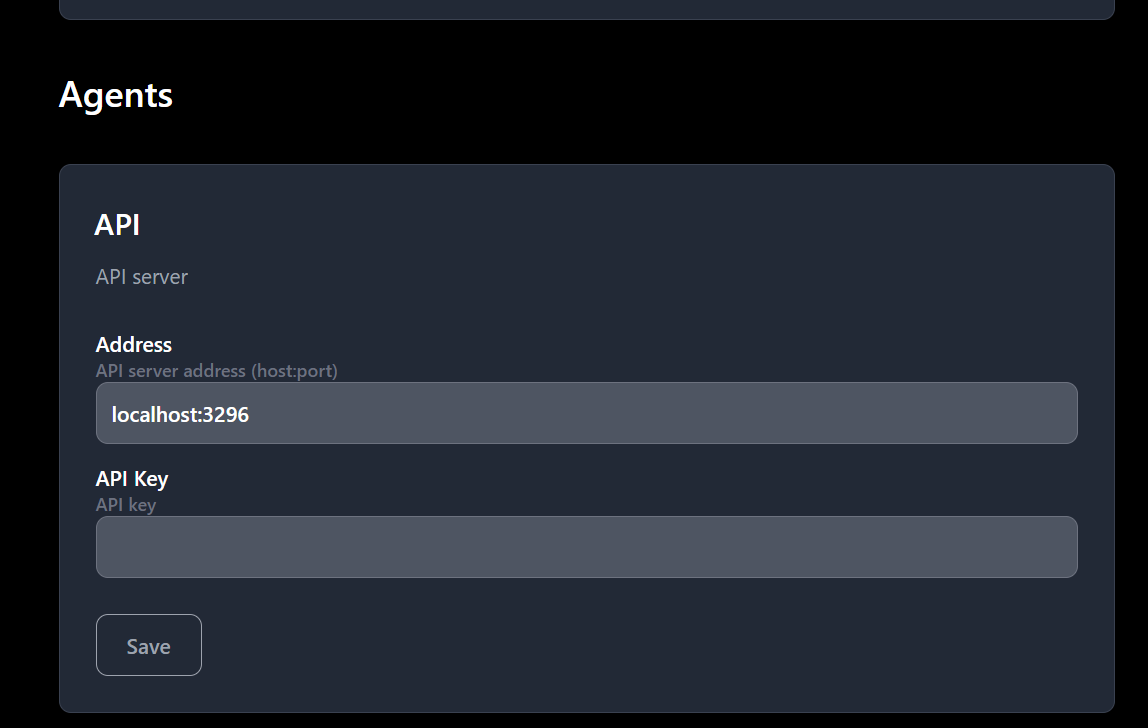 Agents
API
API server
Address
API server address (host:port)
localhost:3296
API Key
API key
Save